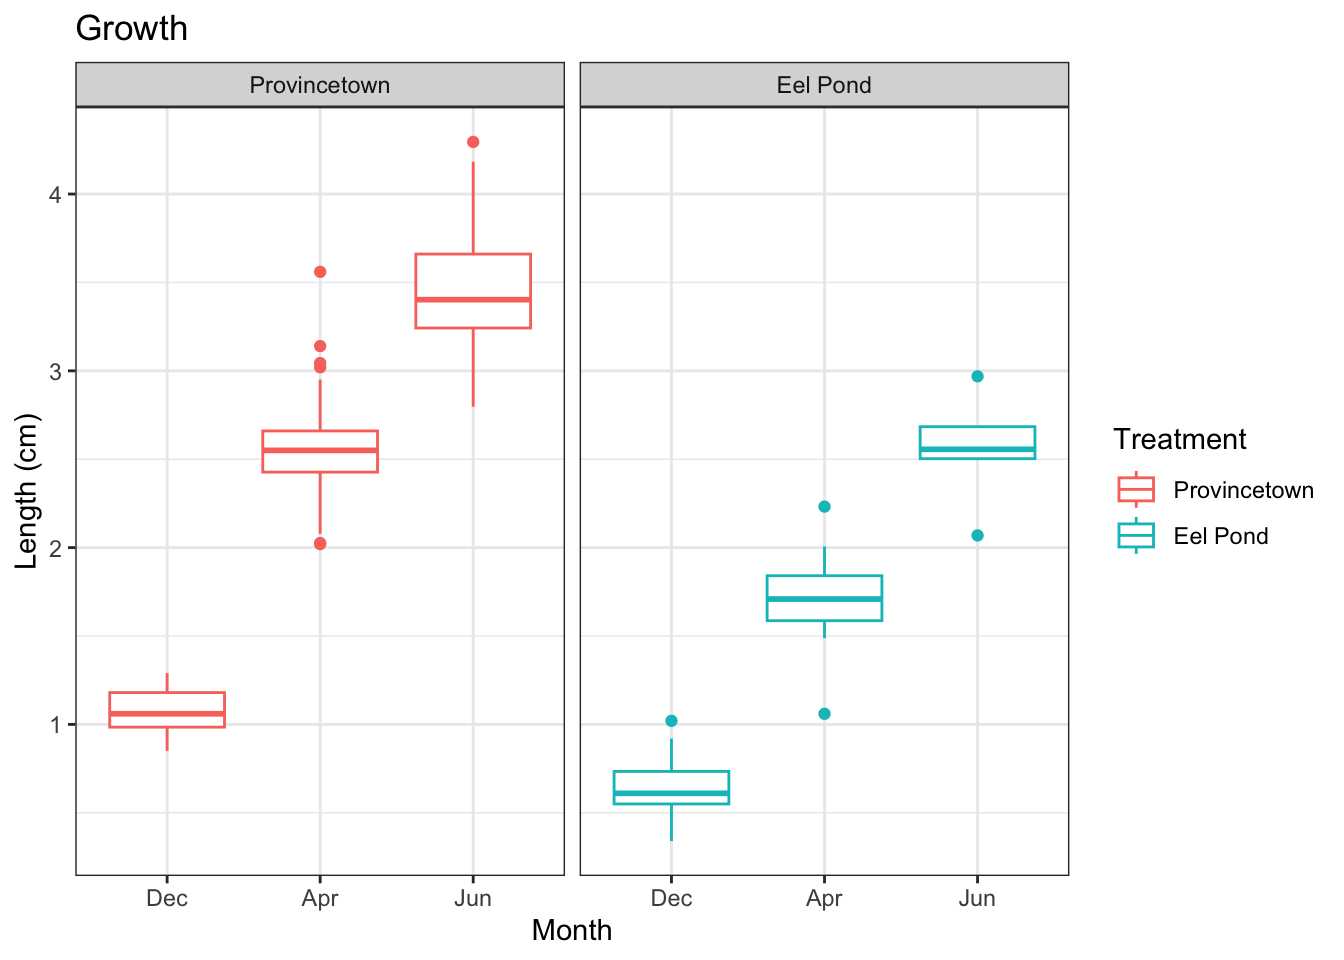 Growth
Provincetown
Eel Pond
Length (cm)
4
3
2
1
Dec
Apr
Jun
Dec
Apr
Jun
Month
Treatment
Provincetown
Eel Pond